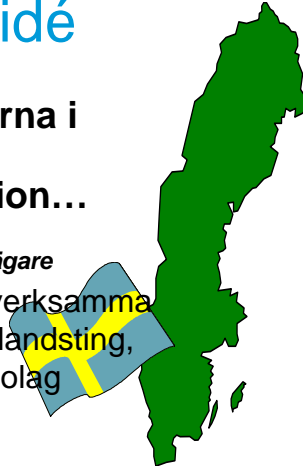 idé
rna i
ion…
igare
verksamma
landsting,
olag